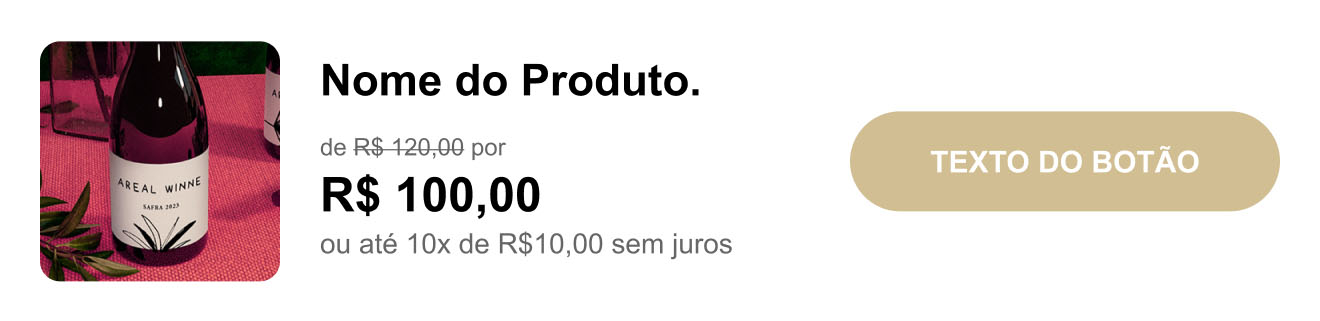 Nome do Produto.
de R$ 120,00 por
R$ 100,00
ou até 10x de R$10,00 sem juros
TEXTO DO BOTÃO
AREAL WINNE
SAFRA 2023